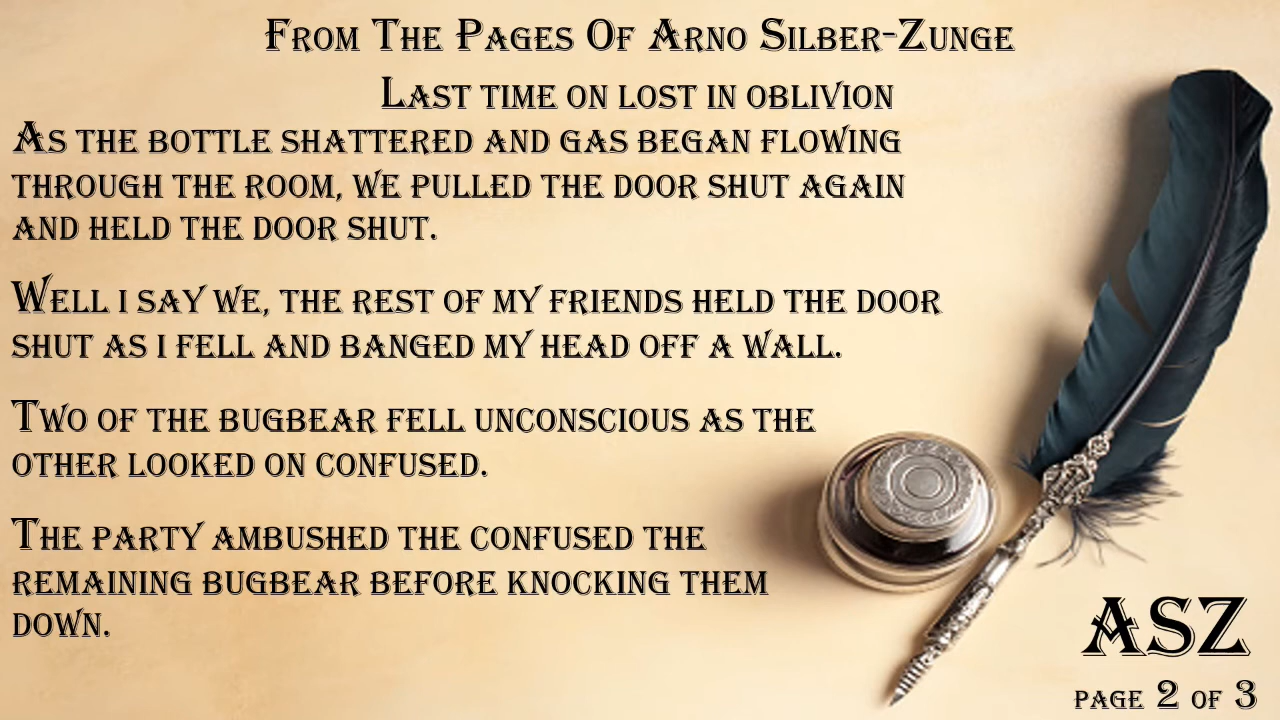 From The Pages Of Arno Silber-Zunge
Last time on lost in oblivion
As the bottle shattered and gas began flowing
through the room, we pulled the door shut again
and held the door shut.
Well I say we, the rest of my friends held the door
shut as I fell and banged my head off a wall.
Two of the bugbear fell unconscious as the
other looked on confused.
The party ambushed the confused the
remaining bugbear before knocking them
down.
ASZ
page 2 of 3